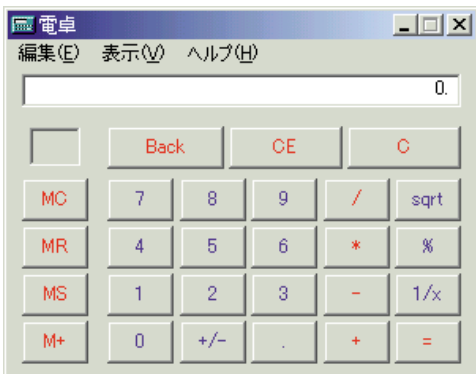 電卓
編集(E) 表示(V) ヘルプ(H)
0.
Back CE C
MC 7 8 9 / sqrt
MR 4 5 6 * %
MS 1 2 3 - 1/x
M+ 0 +/- . + =